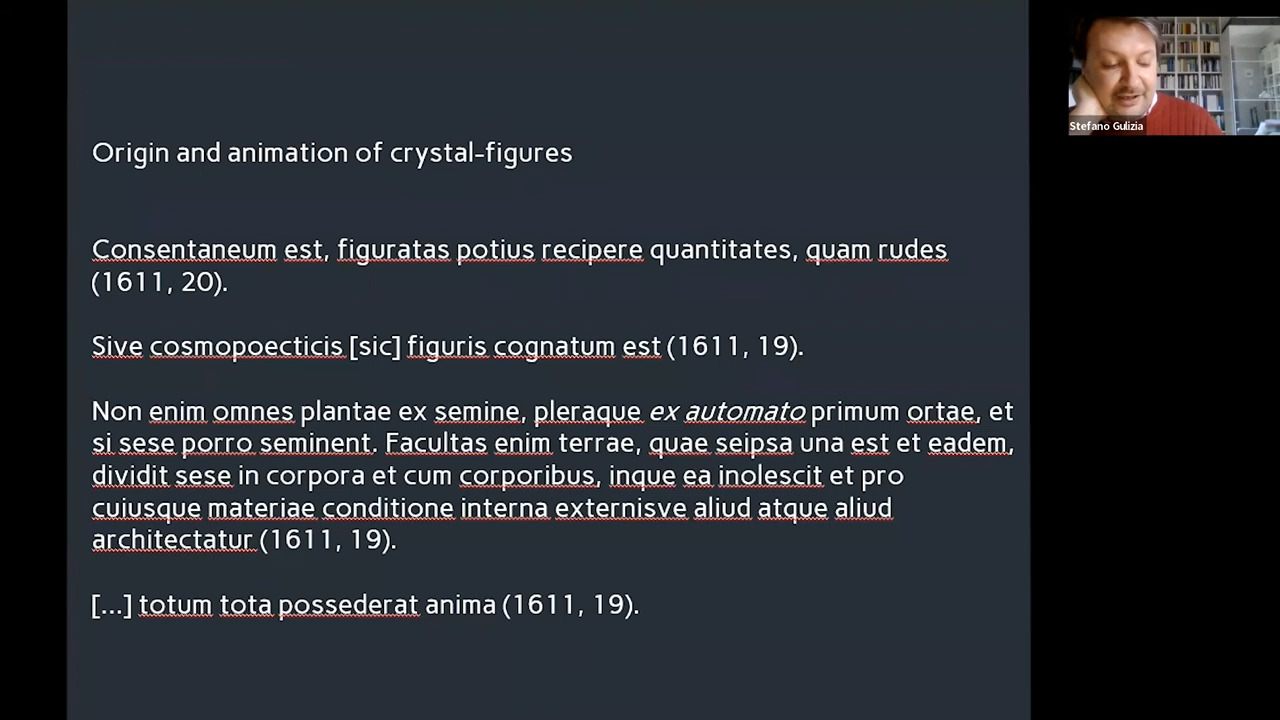 Origin and animation of crystal-figures
Consentaneum est, figuratas potius recipere quantitates, quam rudes
(1611, 20).
Sive cosmopoecticis [sic] figuris cognatum est (1611, 19).
Non enim omnes plantae ex semine, pleraque ex automato primum ortae, et
si sese porro seminent. Facultas enim terrae, quae seipsa una est et eadem,
dividit sese in corpora et cum corporibus, inque ea inolescit et pro
cuiusque materiae conditione interna externisve aliud atque aliud
architectatur (1611, 19).
[...] totum tota possederat anima (1611, 19).
Stefano Gulizia